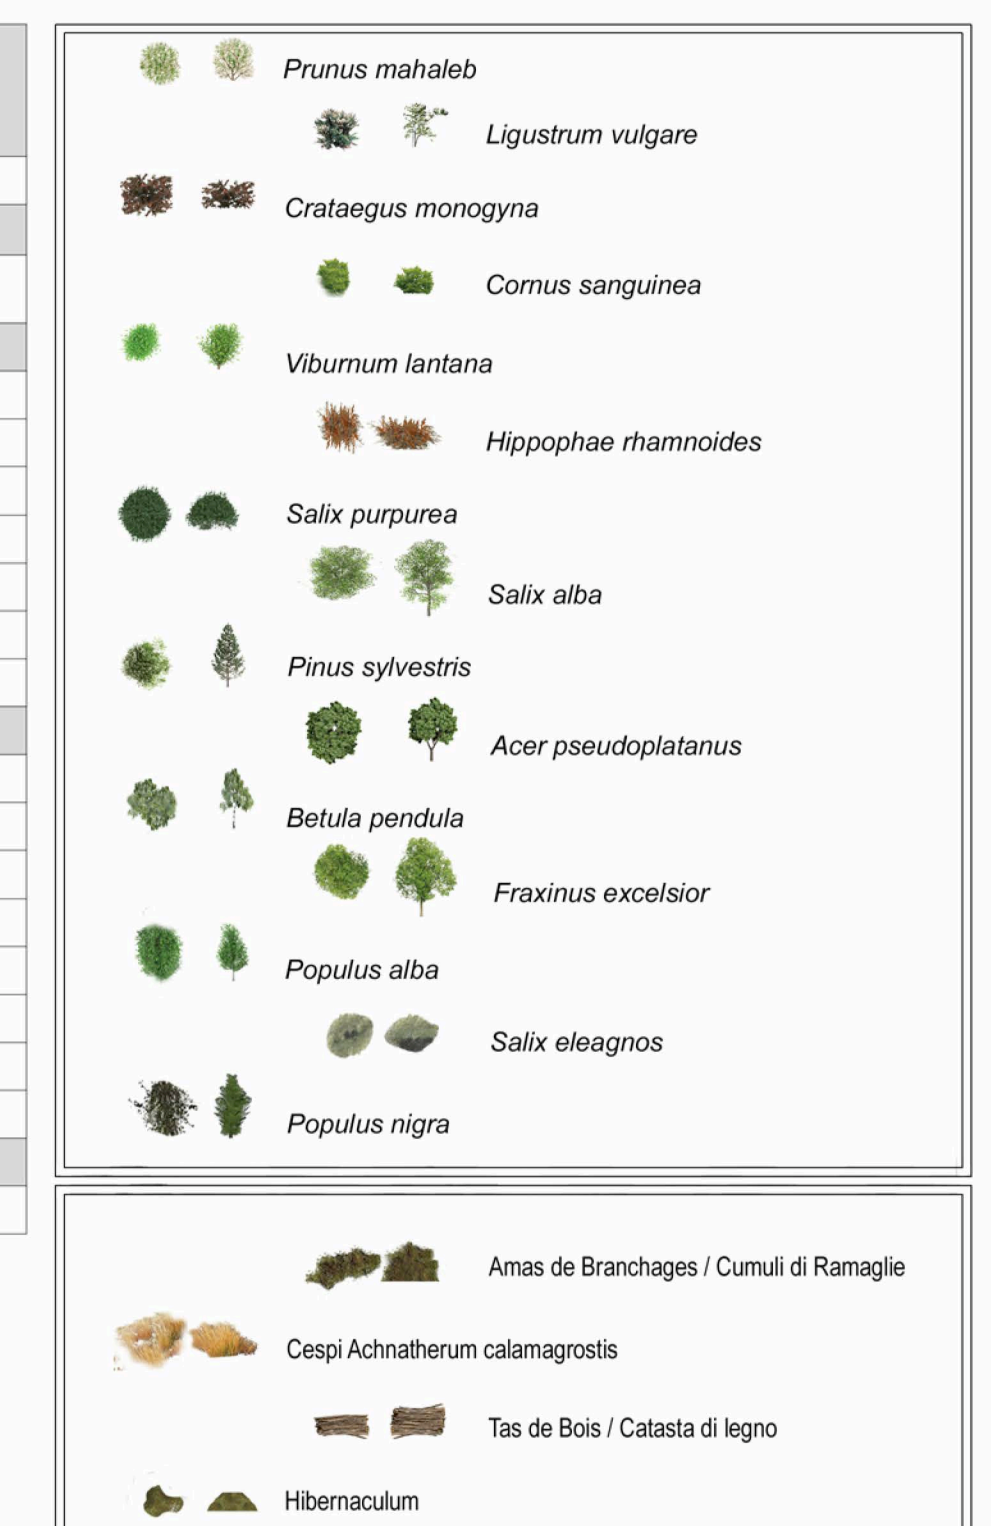 Prunus mahaleb
Ligustrum vulgare
Crataegus monogyna
Cornus sanguinea
Viburnum lantana
Hippophae rhamnoides
Salix purpurea
Salix alba
Pinus sylvestris
Acer pseudoplatanus
Betula pendula
Fraxinus excelsior
Populus alba
Salix eleagnos
Populus nigra
Amas de Branchages / Cumuli di Ramaglie
Cespi Achnatherum calamagrostis
Tas de Bois / Catasta di legno
Hibernaculum